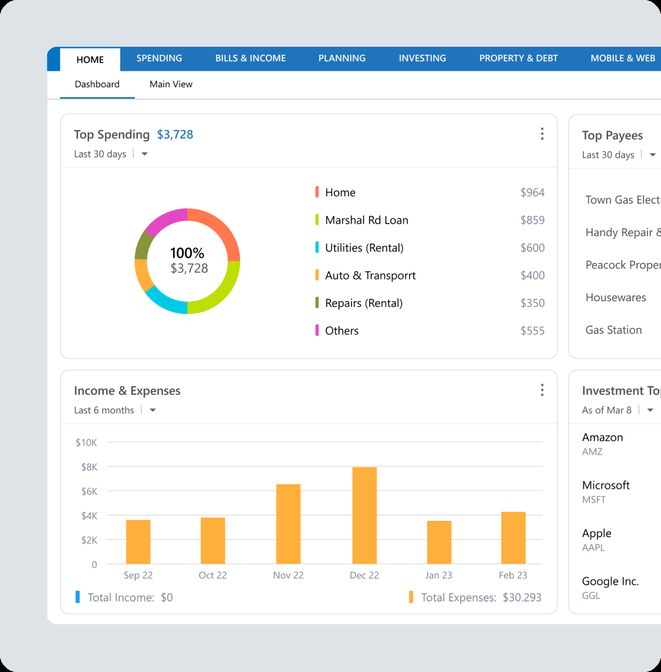 HOME SPENDING BILLS & INCOME PLANNING INVESTING PROPERTY & DEBT MOBILE & WEB
Dashboard Main View
Top Spending $3,728
Last 30 days
100%
$3,728
Home $964
Marshal Rd Loan $859
Utilities (Rental) $600
Auto & Transporrt $400
Repairs (Rental) $350
Others $555
Top Payees
Last 30 days
Town Gas Elect
Handy Repair &
Peacock Proper
Housewares
Gas Station
Income & Expenses
Last 6 months
$10K
$8K
$6K
$4K
$2K
0
Sep 22 Oct 22 Nov 22 Dec 22 Jan 23 Feb 23
Total Income: $0 Total Expenses: $30.293
Investment To
As of Mar 8
Amazon
AMZ
Microsoft
MSFT
Apple
AAPL
Google Inc.
GGL